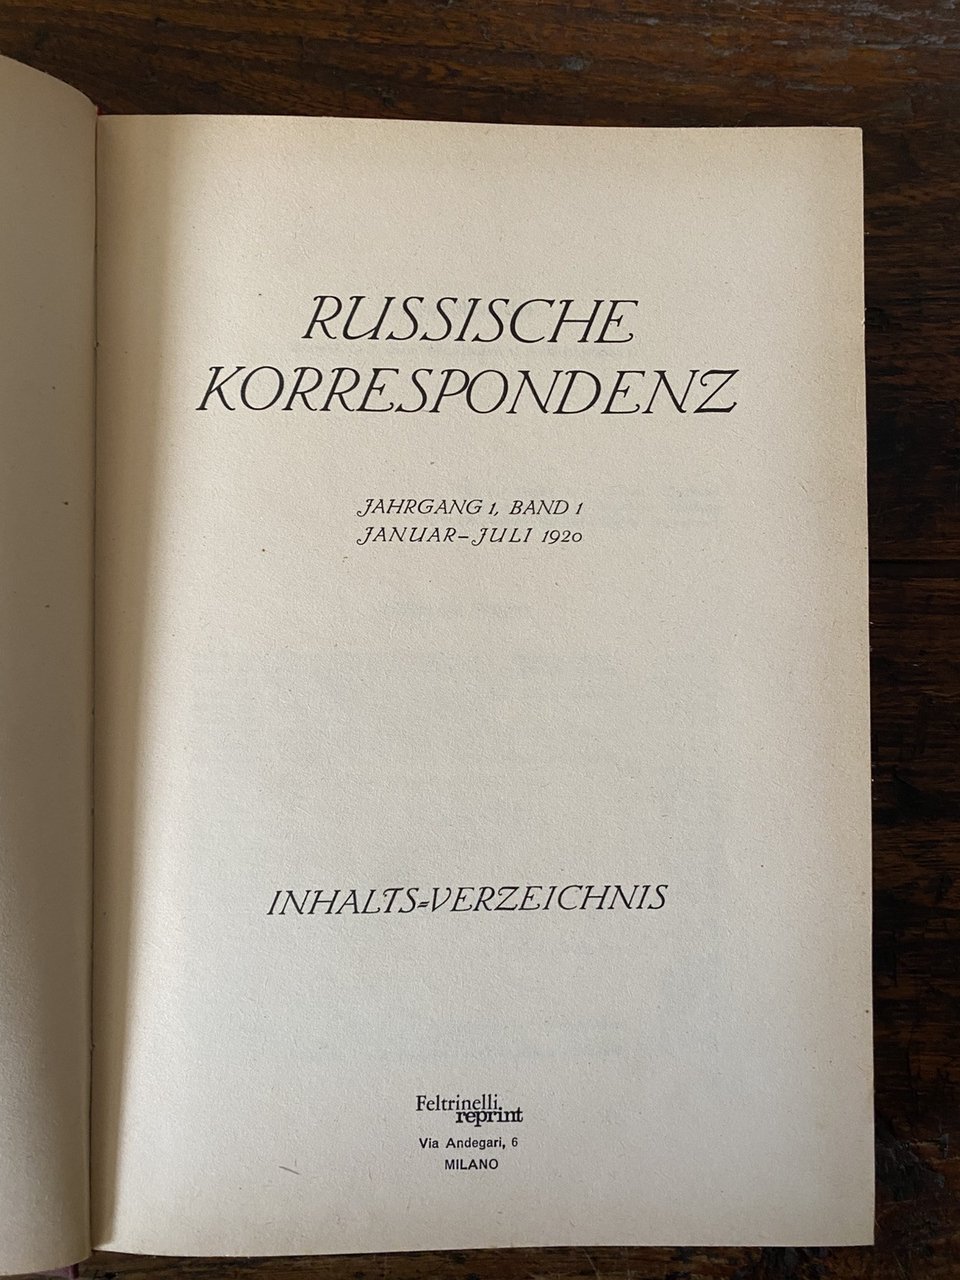 RUSSISCHE
KORRESPONDENZ
JAHRGANG 1, BAND 1
JANUAR–JULI 1920
INHALTS=VERZEICHNIS
Feltrinelli
reprint
Via Andegari, 6
MILANO